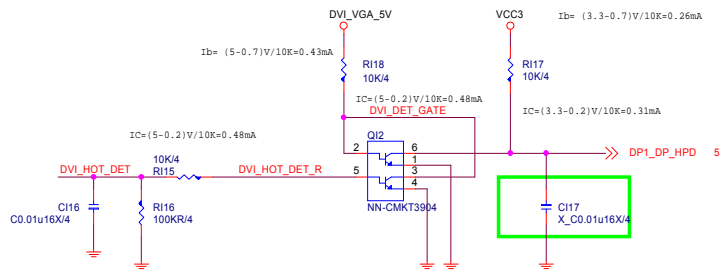 DVI_VGA_5V
VCC3
Ib= (3.3-0.7)V/10K=0.26mA
Ib= (5-0.7)V/10K=0.43mA
RI18
10K/4
RI17
10K/4
IC=(5-0.2)V/10K=0.48mA
DVI_DET_GATE
IC=(3.3-0.2)V/10K=0.31mA
IC=(5-0.2)V/10K=0.48mA
QI2
2
6
1
DP1_DP_HPD
5
10K/4
RI15
DVI_HOT_DET
DVI_HOT_DET_R
5
3
4
NN-CMKT3904
CI16
C0.01u16X/4
RI16
100KR/4
CI17
X_C0.01u16X/4